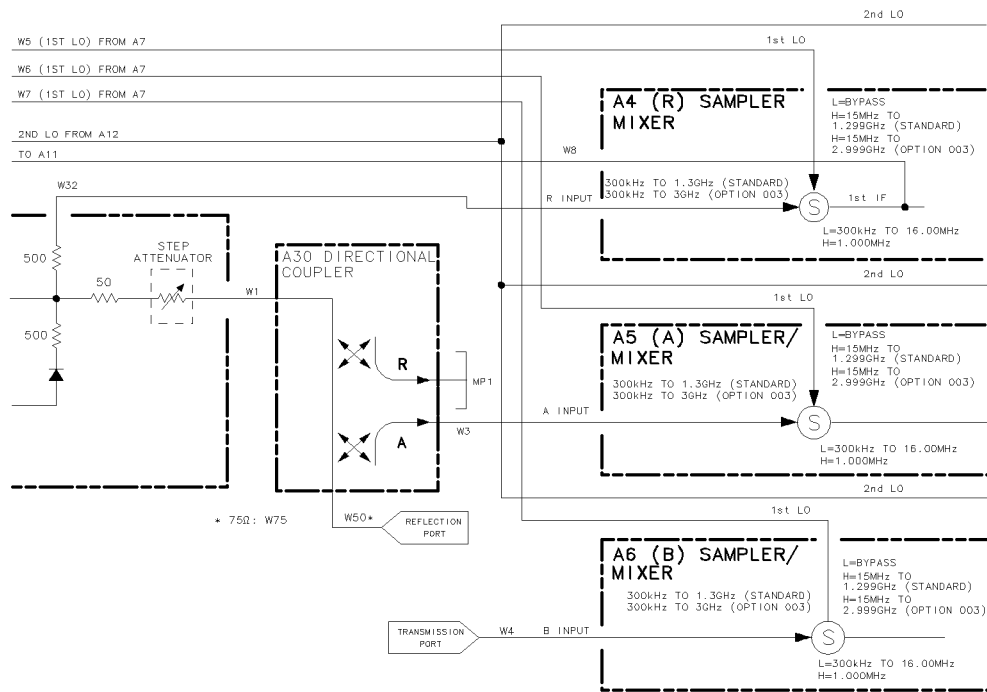 2nd LO
W5 (1ST LO) FROM A7
1st LO
W6 (1ST LO) FROM A7
W7 (1ST LO) FROM A7
2ND LO FROM A12
TO A11
W8
A4 (R) SAMPLER
MIXER
L=BYPASS
H=15MHz TO
1.299GHz (STANDARD)
H=15MHz TO
2.999GHz (OPTION 003)
W32
300kHz TO 1.3GHz (STANDARD)
300kHz TO 3GHz (OPTION 003)
R INPUT
S
1st IF
L=300kHz TO 16.00MHz
H=1.000MHz
500
STEP
ATTENUATOR
50
500
W1
A30 DIRECTIONAL
COUPLER
R
MP1
A
W3
2nd LO
1st LO
A5 (A) SAMPLER/
MIXER
L=BYPASS
H=15MHz TO
1.299GHz (STANDARD)
H=15MHz TO
2.999GHz (OPTION 003)
300kHz TO 1.3GHz (STANDARD)
300kHz TO 3GHz (OPTION 003)
A INPUT
S
L=300kHz TO 16.00MHz
H=1.000MHz
2nd LO
* 75Ω: W75
W50*
REFLECTION
PORT
1st LO
A6 (B) SAMPLER/
MIXER
L=BYPASS
H=15MHz TO
1.299GHz (STANDARD)
H=15MHz TO
2.999GHz (OPTION 003)
300kHz TO 1.3GHz (STANDARD)
300kHz TO 3GHz (OPTION 003)
TRANSMISSION
PORT
W4
B INPUT
S
L=300kHz TO 16.00MHz
H=1.000MHz